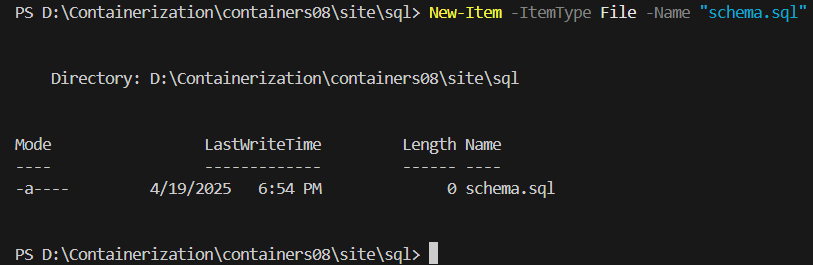 PS D:\Containerization\containers08\site\sql> New-Item -ItemType File -Name "schema.sql"
Directory: D:\Containerization\containers08\site\sql
Mode LastWriteTime Length Name
---- ------------- ------ ----
-a---- 4/19/2025 6:54 PM 0 schema.sql
PS D:\Containerization\containers08\site\sql>